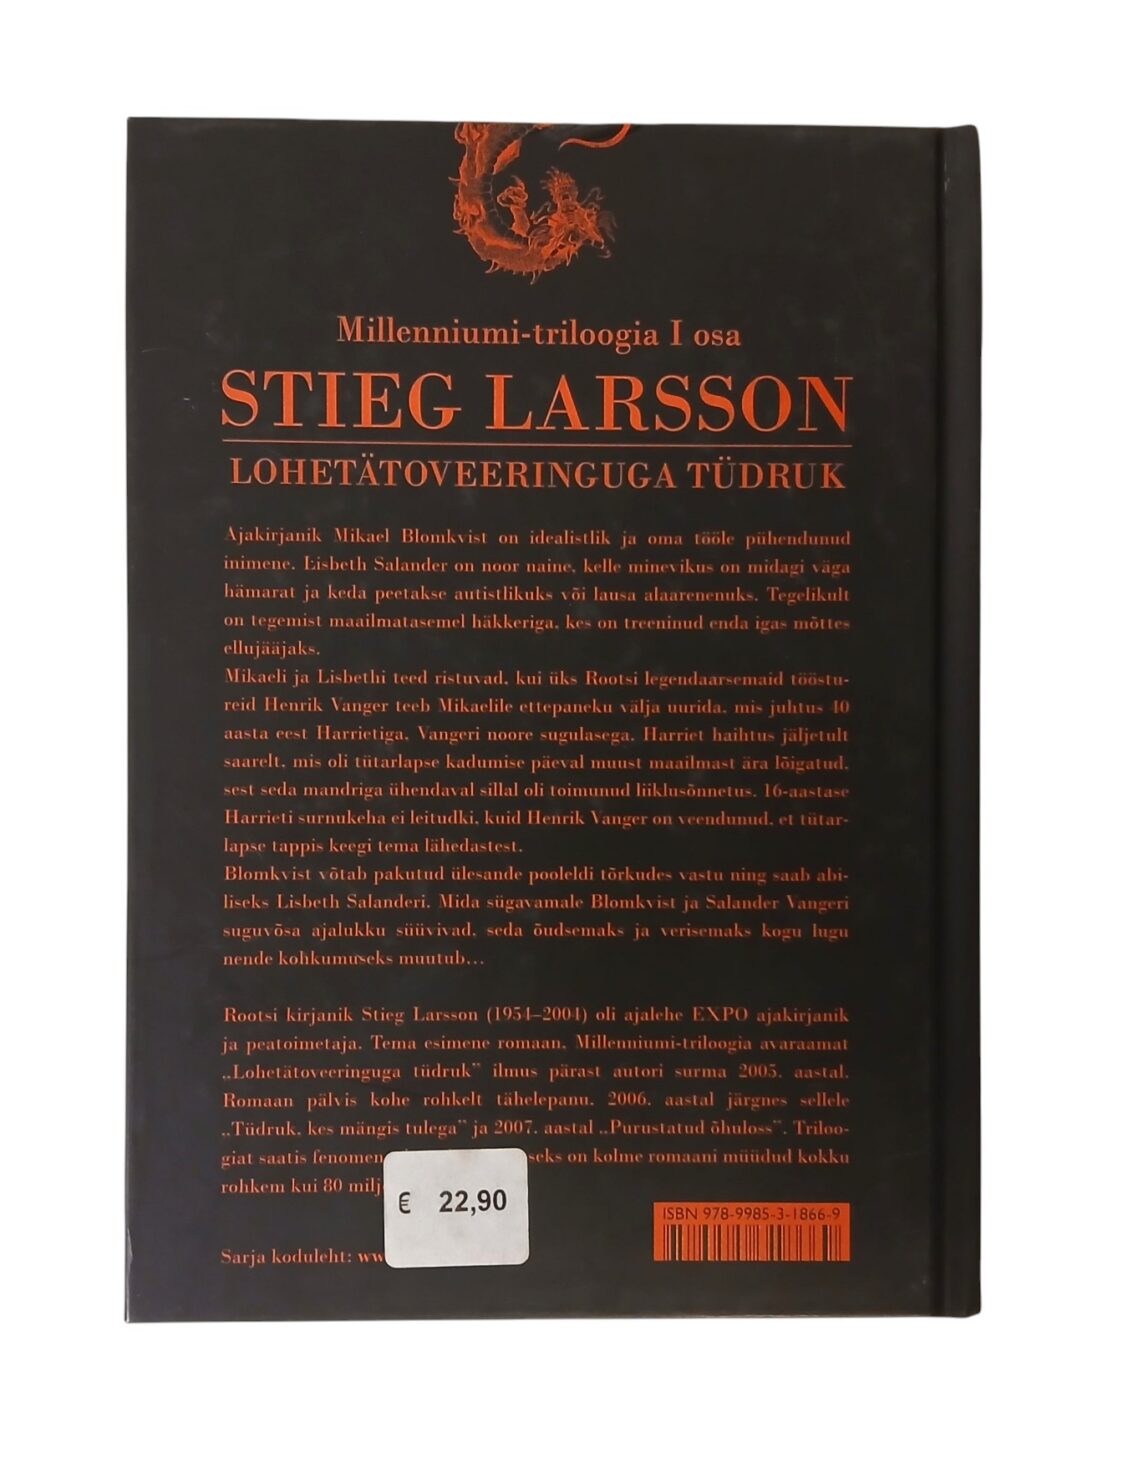 Millenniumi-triloogia I osa
STIEG LARSSON
LOHETÄTOVEERINGUGA TÜDRUK
Ajakirjanik Mikael Blomkvist on idealistlik ja oma tööle pühendunud
inimene. Lisbeth Salander on noor naine, kelle minevikus on midagi väga
hämarat ja keda peetakse autistlikuks või lausa alaarenenuks. Tegelikult
on tegemist maailmatasemel häkkeriga, kes on treeninud enda igas mõttes
ellujääjaks.
Mikaeli ja Lisbethi teed ristuvad, kui üks Rootsi legendaarsemaid tööstu-
reid Henrik Vanger teeb Mikaelile ettepaneku välja uurida, mis juhtus 40
aasta eest Harrietiga, Vangeri noore sugulasega. Harriet haihtus jäljetult
saarelt, mis oli tütarlapse kadumise päeval muust maailmast ära lõigatud,
sest seda mandriga ühendaval sillal oli toimunud liiklusõnnetus. 16-aastase
Harrieti surnukeha ei leitudki, kuid Henrik Vanger on veendunud, et tütar-
lapse tappis keegi tema lähedastest.
Blomkvist võtab pakutud ülesande pooleldi tõrkudes vastu ning saab abi-
liseks Lisbeth Salanderi. Mida sügavamale Blomkvist ja Salander Vangeri
suguvõsa ajalukku süüvivad, seda õudsemaks ja verisemaks kogu lugu
nende kohkumuseks muutub...
Rootsi kirjanik Stieg Larsson (1954–2004) oli ajalehe EXPO ajakirjanik
ja peatoimetaja. Tema esimene romaan, Millenniumi-triloogia avaraamat
„Lohetätoveeringuga tüdruk” ilmus pärast autori surma 2005. aastal.
Romaan pälvis kohe rohkelt tähelepanu. 2006. aastal järgnes sellele
„Tüdruk, kes mängis tulega” ja 2007. aastal „Purustatud õhuloss”. Triloo-
giat saatis fenomen seks on kolme romaani müüdud kokku
rohkem kui 80 milj
€ 22,90
ISBN 978-9985-3-1866-9
Sarja koduleht: ww